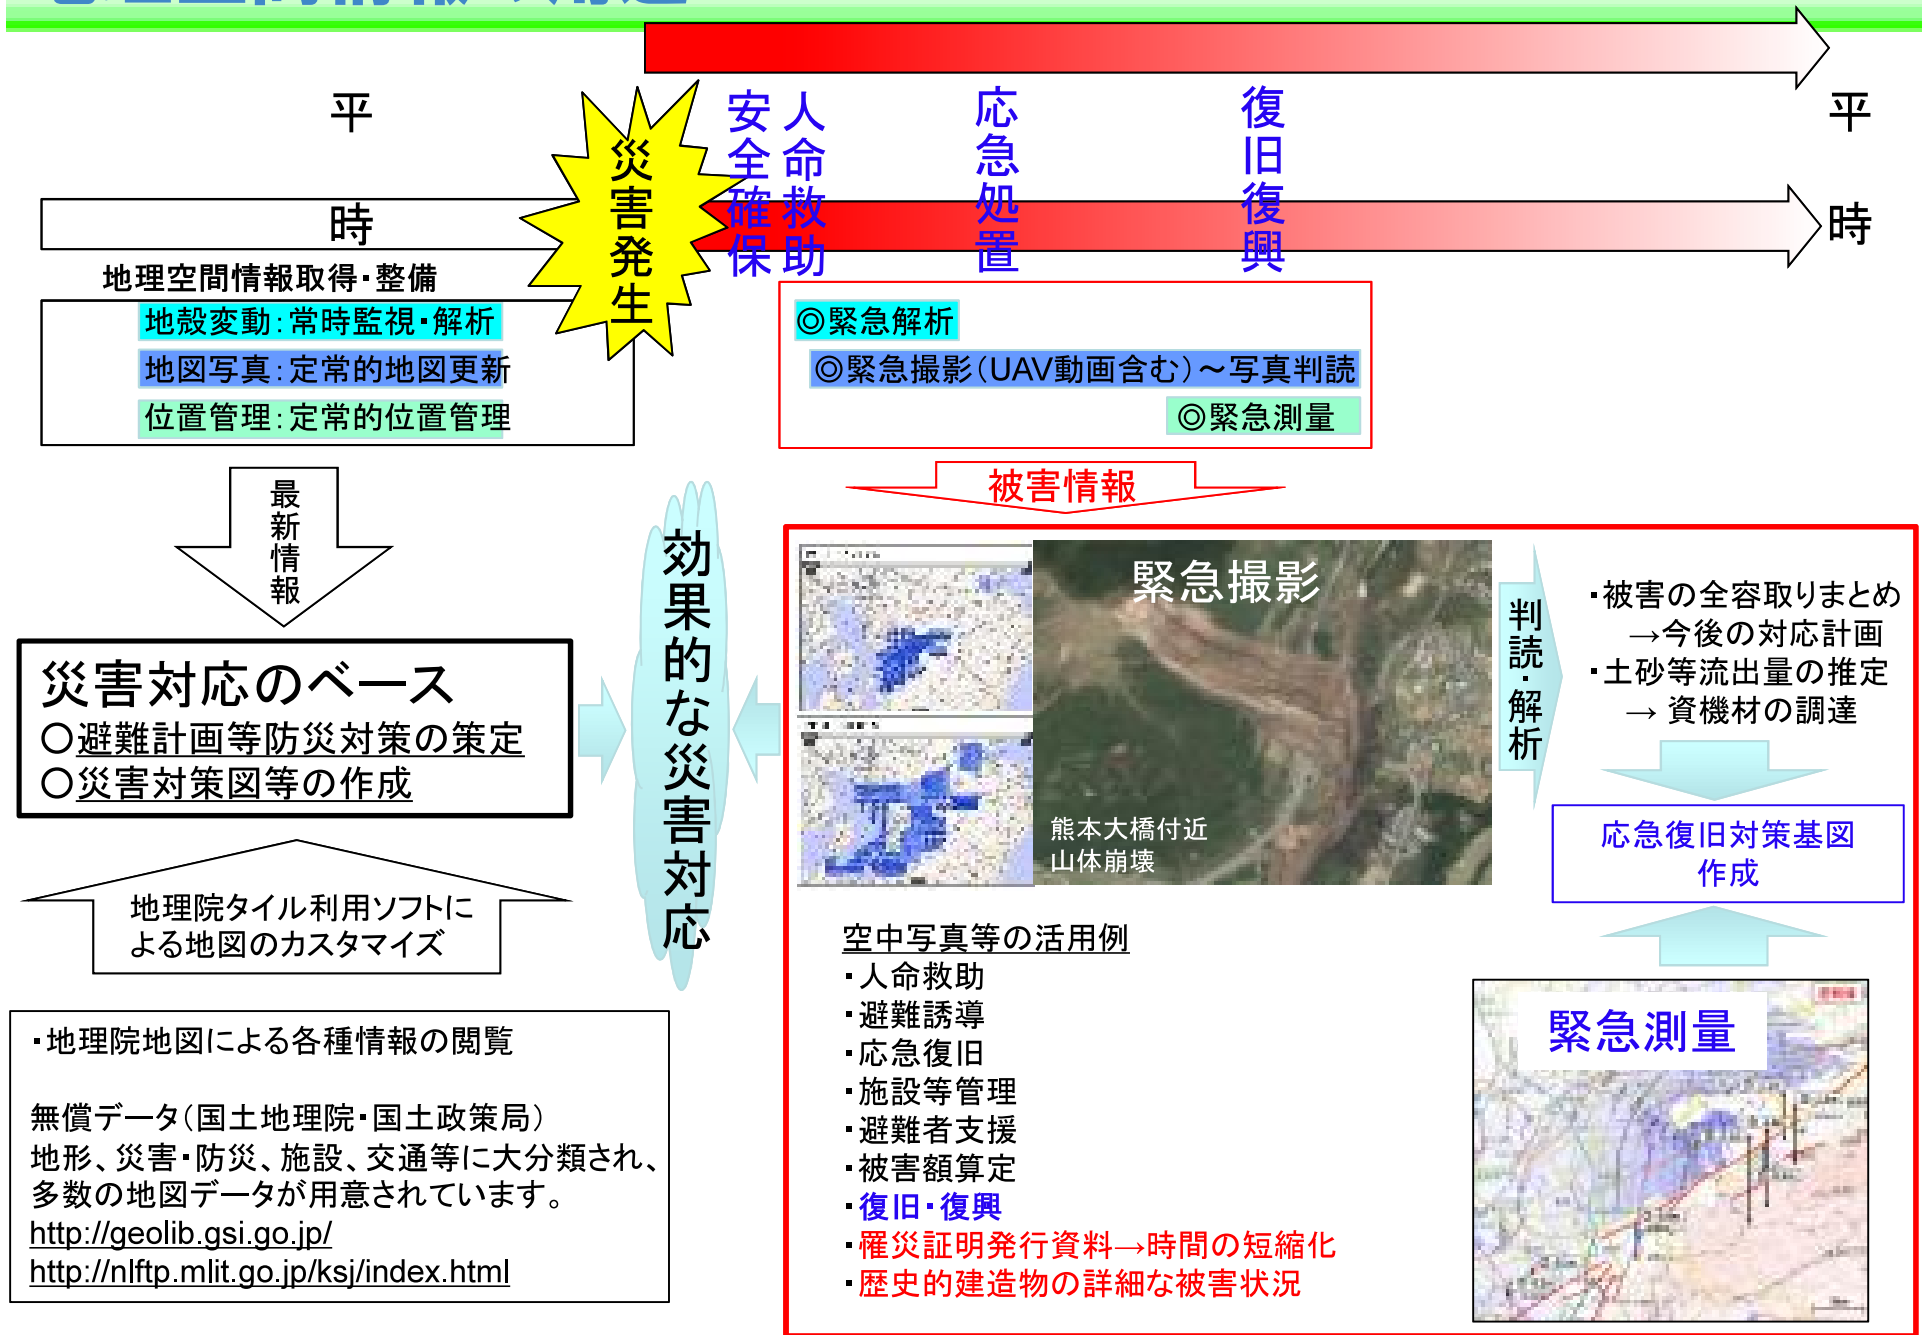 平時
災害発生
安全確保
人命救助
応急処置
復旧復興
平時
地理空間情報取得・整備
地殻変動：常時監視・解析
地図写真：定常的地図更新
位置管理：定常的位置管理
◎緊急解析
◎緊急撮影（UAV動画含む）～写真判読
◎緊急測量
最新情報
被害情報
災害対応のベース
○避難計画等防災対策の策定
○災害対策図等の作成
効果的な災害対応
緊急撮影
熊本大橋付近
山体崩壊
判読・解析
・被害の全容取りまとめ
→今後の対応計画
・土砂等流出量の推定
→ 資機材の調達
応急復旧対策基図
作成
地理院タイル利用ソフトに
よる地図のカスタマイズ
・地理院地図による各種情報の閲覧
無償データ（国土地理院・国土政策局）
地形、災害・防災、施設、交通等に大分類され、
多数の地図データが用意されています。
http://geolib.gsi.go.jp/
http://nlftp.mlit.go.jp/ksj/index.html
空中写真等の活用例
・人命救助
・避難誘導
・応急復旧
・施設等管理
・避難者支援
・被害額算定
・復旧・復興
・罹災証明発行資料→時間の短縮化
・歴史的建造物の詳細な被害状況
緊急測量